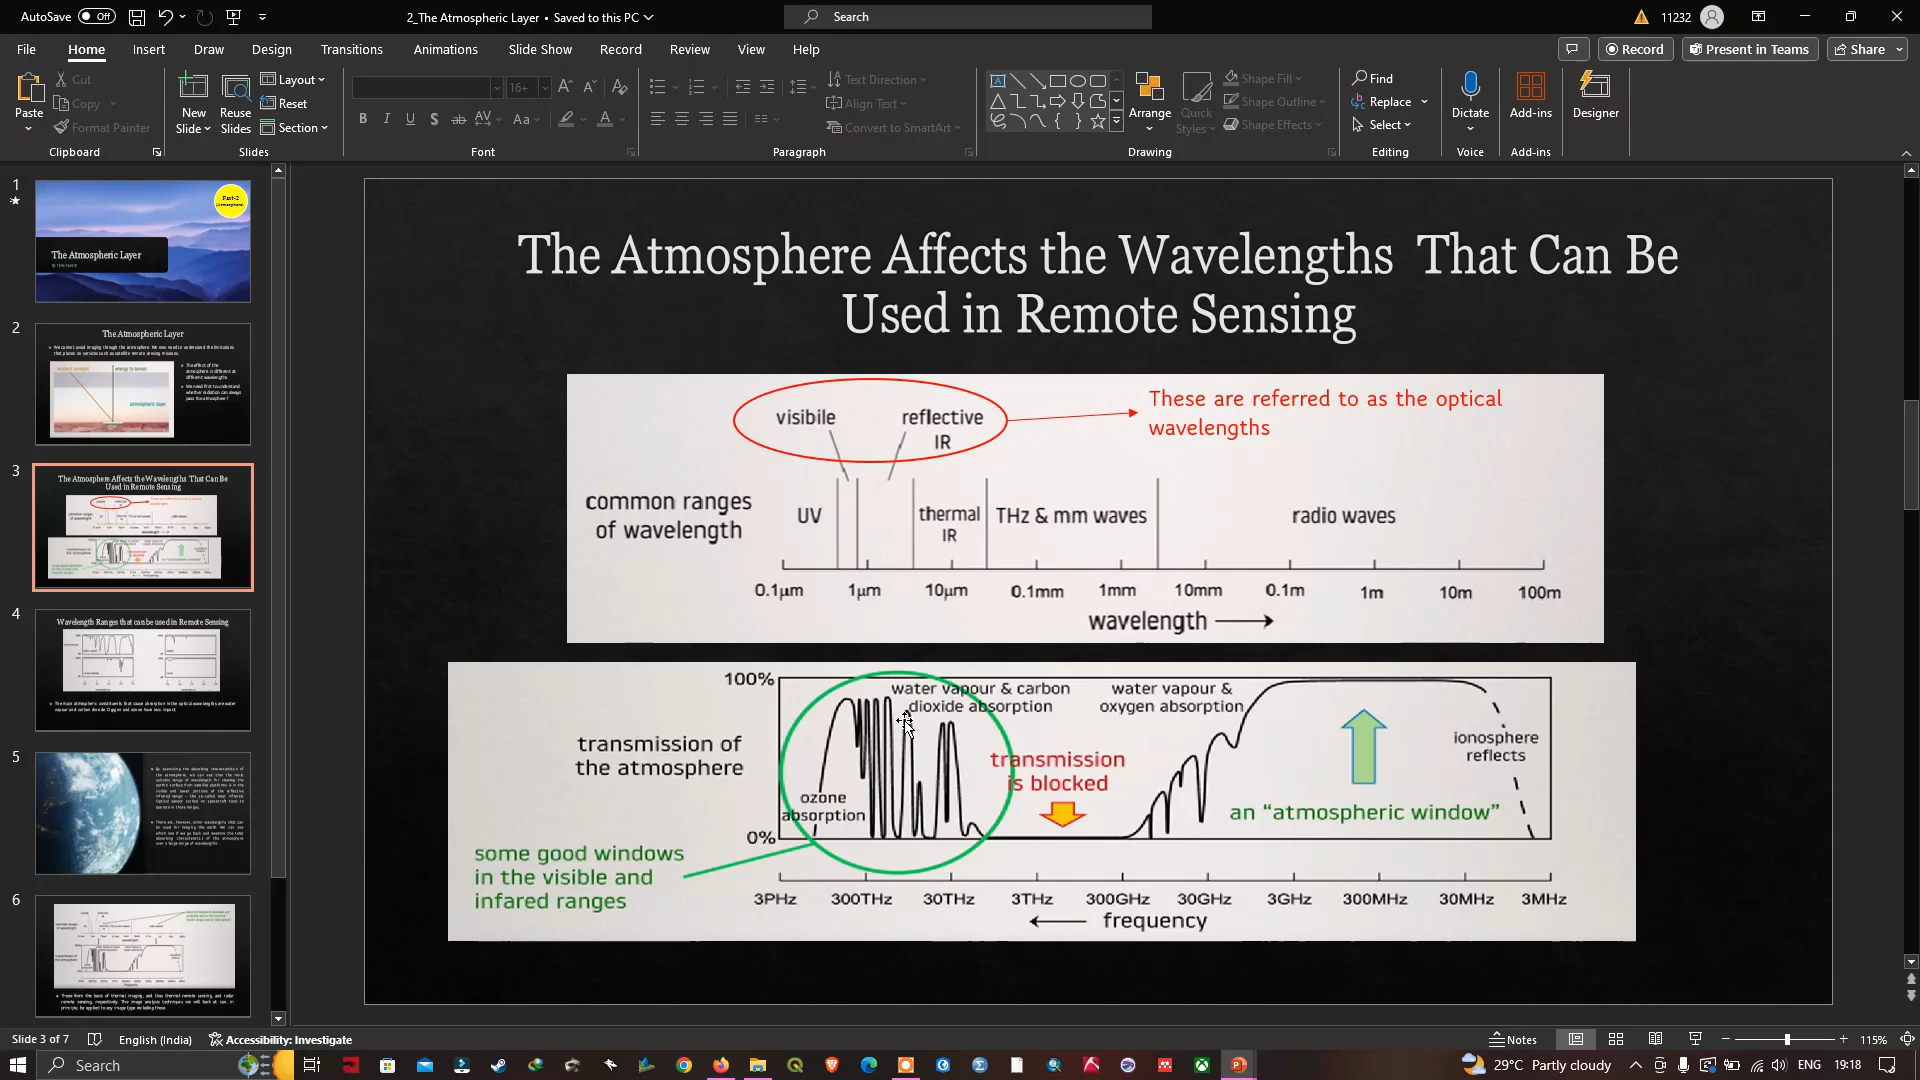 AutoSave Off
2_The Atmospheric Layer • Saved to this PC
Search
11232
File Home Insert Draw Design Transitions Animations Slide Show Record Review View Help
Record Present in Teams Share
Paste Cut Copy Format Painter
New Slide Reuse Slides Layout Reset Section
16+
Text Direction Align Text Convert to SmartArt
Arrange Quick Styles Shape Fill Shape Outline Shape Effects
Find Replace Select
Dictate Add-ins Designer
Clipboard Slides Font Paragraph Drawing Editing Voice Add-ins
1
Part-2
The Atmospheric Layer
2
The Atmospheric Layer
3
The Atmosphere Affects the Wavelengths That Can Be
Used in Remote Sensing
4
Wavelength Ranges that can be used in Remote Sensing
5
6
The Atmosphere Affects the Wavelengths That Can Be
Used in Remote Sensing
visibile
reflective
IR
These are referred to as the optical
wavelengths
common ranges
of wavelength
UV
thermal
IR
THz & mm waves
radio waves
0.1µm 1µm 10µm 0.1mm 1mm 10mm 0.1m 1m 10m 100m
wavelength
100%
water vapour & carbon
dioxide absorption
water vapour &
oxygen absorption
transmission of
the atmosphere
transmission
is blocked
ionosphere
reflects
ozone
absorption
an “atmospheric window”
0%
some good windows
in the visible and
infared ranges
3PHz 300THz 30THz 3THz 300GHz 30GHz 3GHz 300MHz 30MHz 3MHz
frequency
Slide 3 of 7 English (India) Accessibility: Investigate
Notes 115%
Search
29°C Partly cloudy ENG 19:18